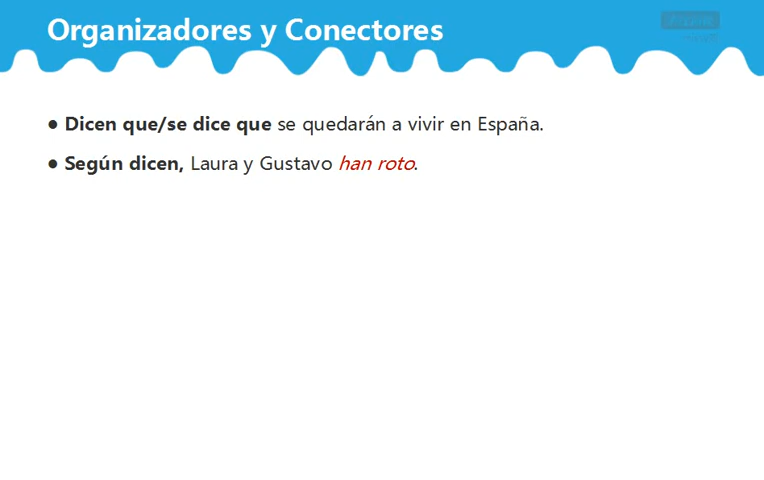 Organizadores y Conectores
● Dicen que/se dice que se quedarán a vivir en España.
● Según dicen, Laura y Gustavo han roto.